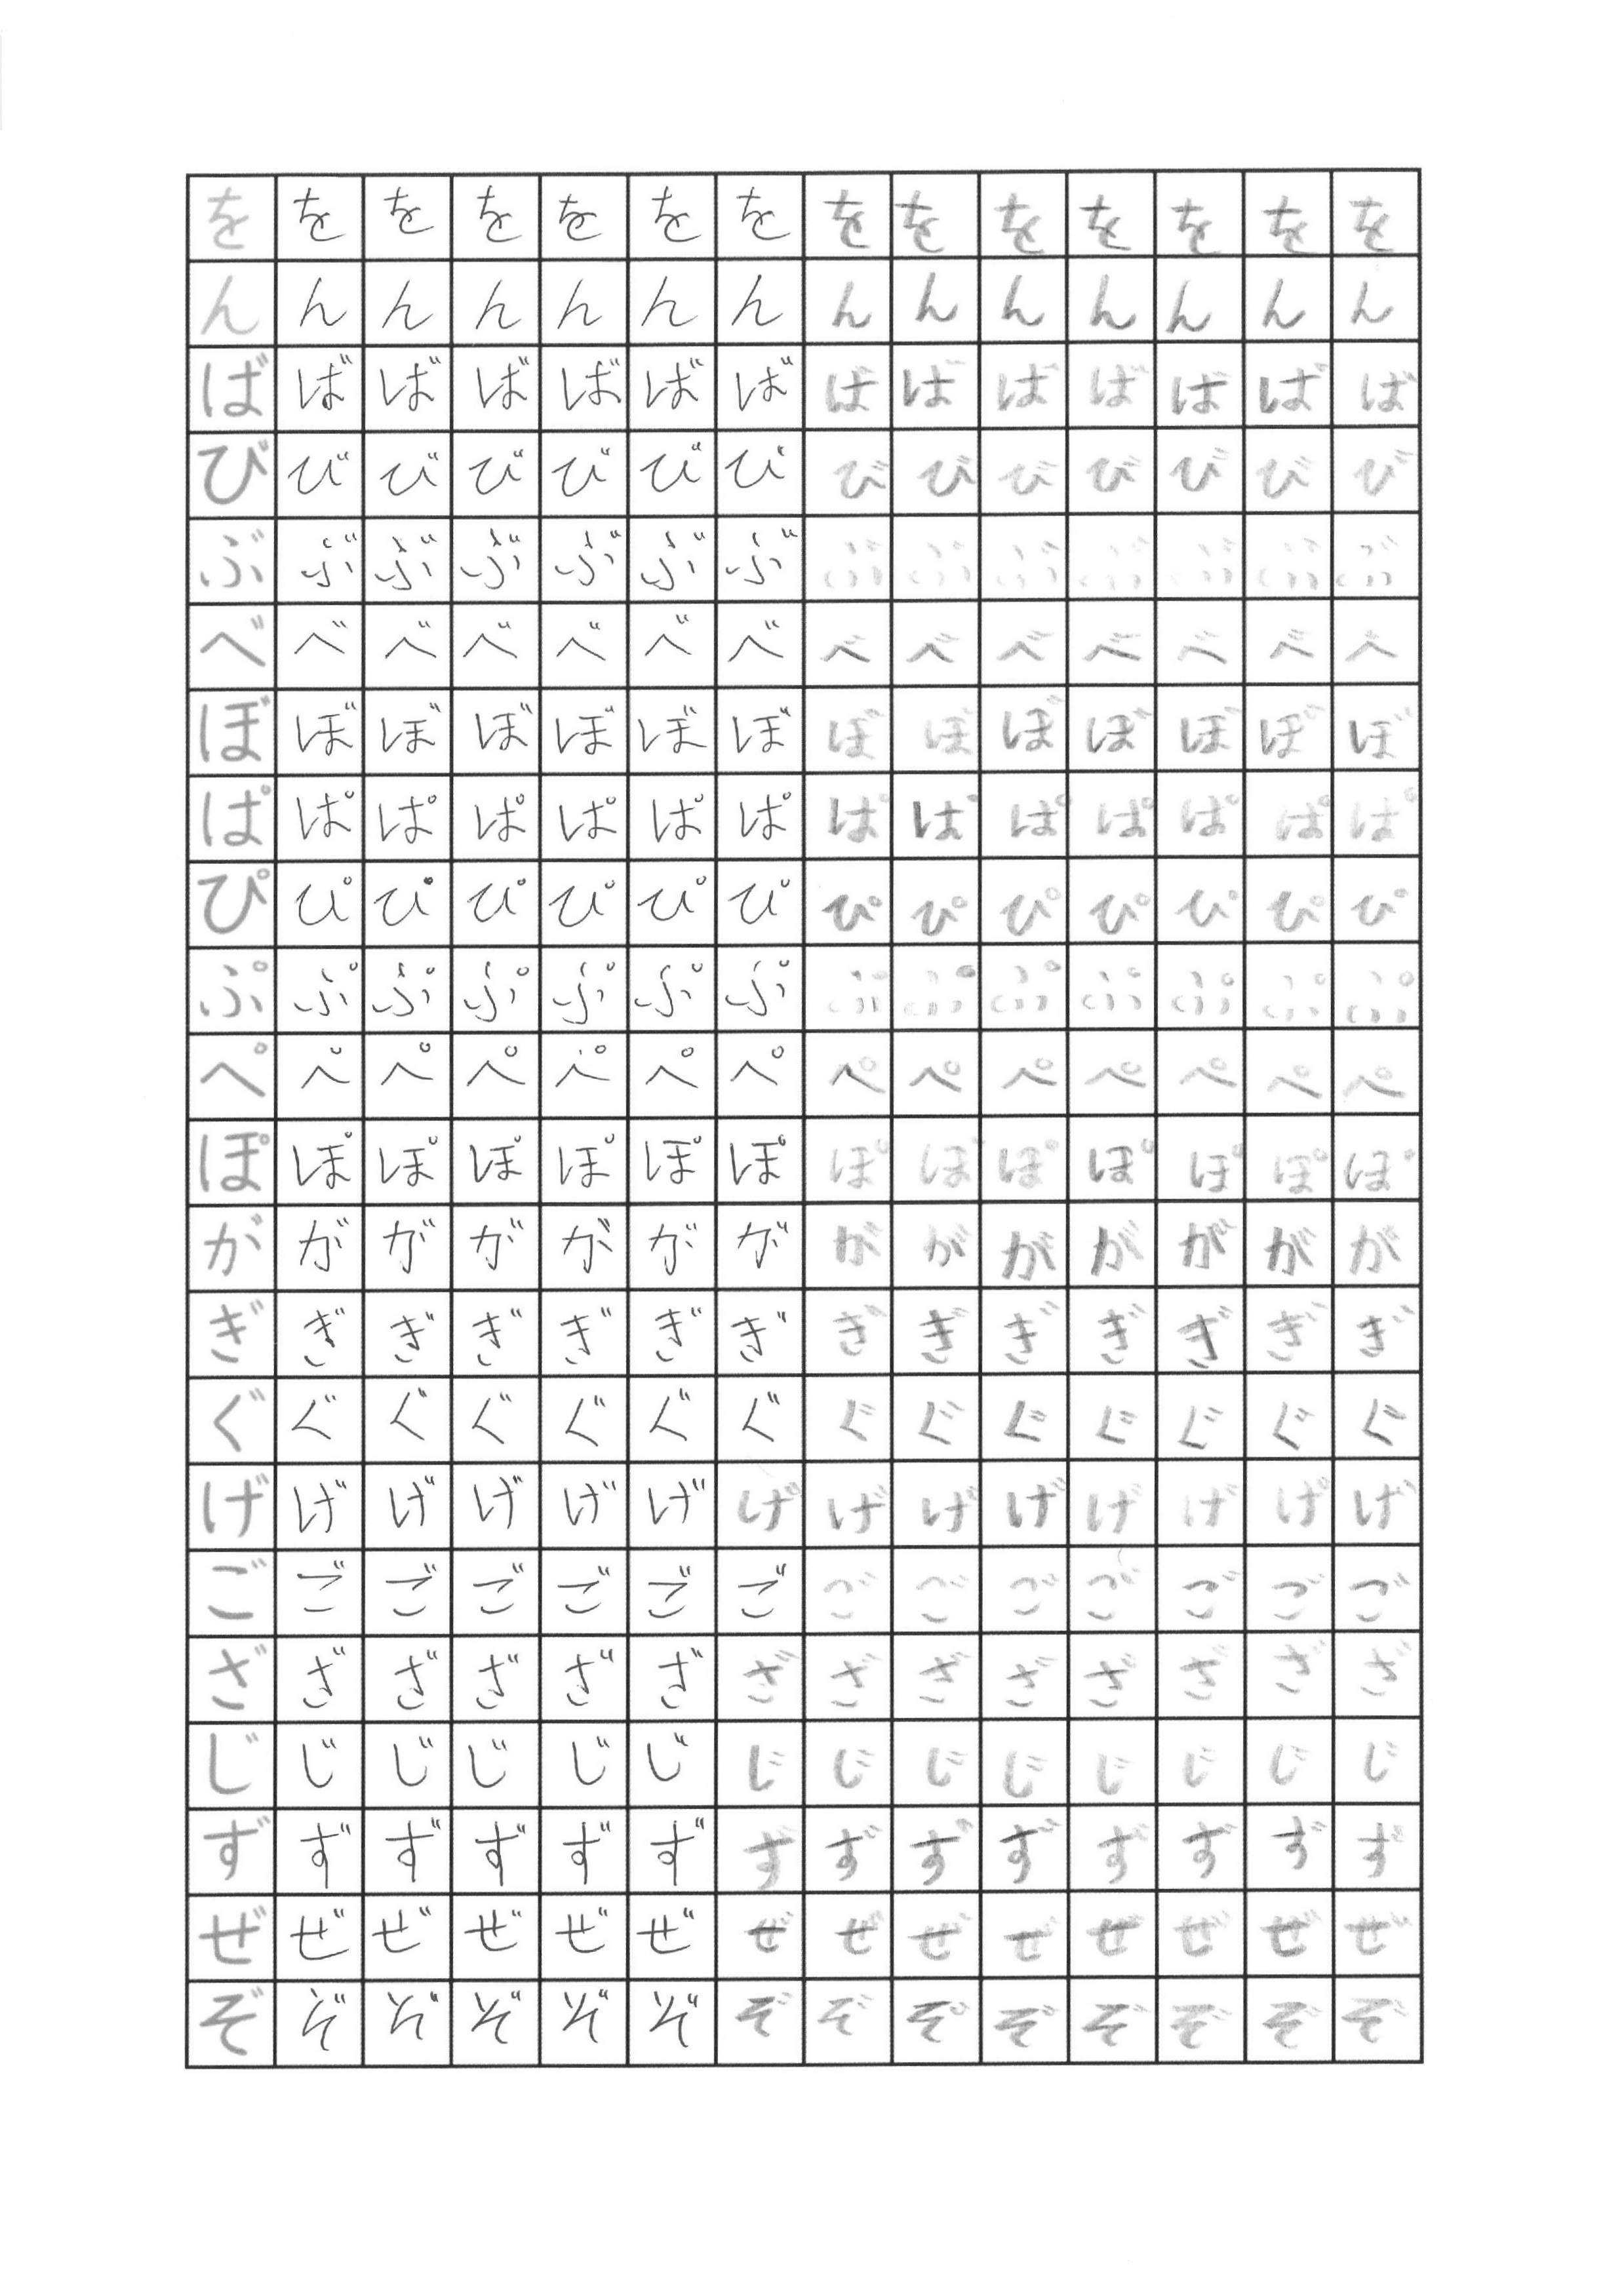 を を を を を を を を を を を を を を
ん ん ん ん ん ん ん ん ん ん ん ん ん ん
ば ば ば ば ば ば ば ば ば ば ば ば ば ば
び び び び び び び び び び び び び び
ぶ ぶ ぶ ぶ ぶ ぶ ぶ ぶ ぶ ぶ ぶ ぶ ぶ ぶ
べ べ べ べ べ べ べ べ べ べ べ べ べ べ
ぼ ぼ ぼ ぼ ぼ ぼ ぼ ぼ ぼ ぼ ぼ ぼ ぼ ぼ
ぱ ぱ ぱ ぱ ぱ ぱ ぱ ぱ ぱ ぱ ぱ ぱ ぱ ぱ
ぴ ぴ ぴ ぴ ぴ ぴ ぴ ぴ ぴ ぴ ぴ ぴ ぴ ぴ
ぷ ぷ ぷ ぷ ぷ ぷ ぷ ぷ ぷ ぷ ぷ ぷ ぷ ぷ
ぺ ぺ ぺ ぺ ぺ ぺ ぺ ぺ ぺ ぺ ぺ ぺ ぺ ぺ
ぽ ぽ ぽ ぽ ぽ ぽ ぽ ぽ ぽ ぽ ぽ ぽ ぽ ぽ
が が が が が が が が が が が が が が
ぎ ぎ ぎ ぎ ぎ ぎ ぎ ぎ ぎ ぎ ぎ ぎ ぎ ぎ
ぐ ぐ ぐ ぐ ぐ ぐ ぐ ぐ ぐ ぐ ぐ ぐ ぐ ぐ
げ げ げ げ げ げ げ げ げ げ げ げ げ げ
ご ご ご ご ご ご ご ご ご ご ご ご ご ご
ざ ざ ざ ざ ざ ざ ざ ざ ざ ざ ざ ざ ざ ざ
じ じ じ じ じ じ じ じ じ じ じ じ じ じ
ず ず ず ず ず ず ず ず ず ず ず ず ず ず
ぜ ぜ ぜ ぜ ぜ ぜ ぜ ぜ ぜ ぜ ぜ ぜ ぜ ぜ
ぞ ぞ ぞ ぞ ぞ ぞ ぞ ぞ ぞ ぞ ぞ ぞ ぞ ぞ